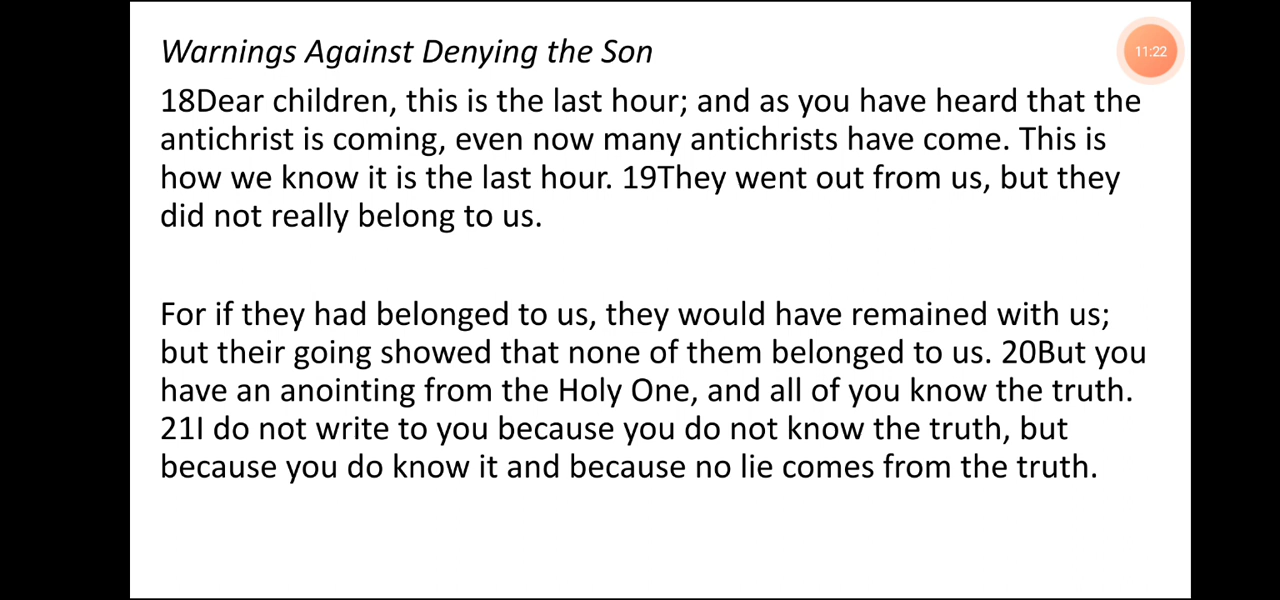 Warnings Against Denying the Son
11:22
18Dear children, this is the last hour; and as you have heard that the
antichrist is coming, even now many antichrists have come. This is
how we know it is the last hour. 19They went out from us, but they
did not really belong to us.
For if they had belonged to us, they would have remained with us;
but their going showed that none of them belonged to us. 20But you
have an anointing from the Holy One, and all of you know the truth.
21I do not write to you because you do not know the truth, but
because you do know it and because no lie comes from the truth.